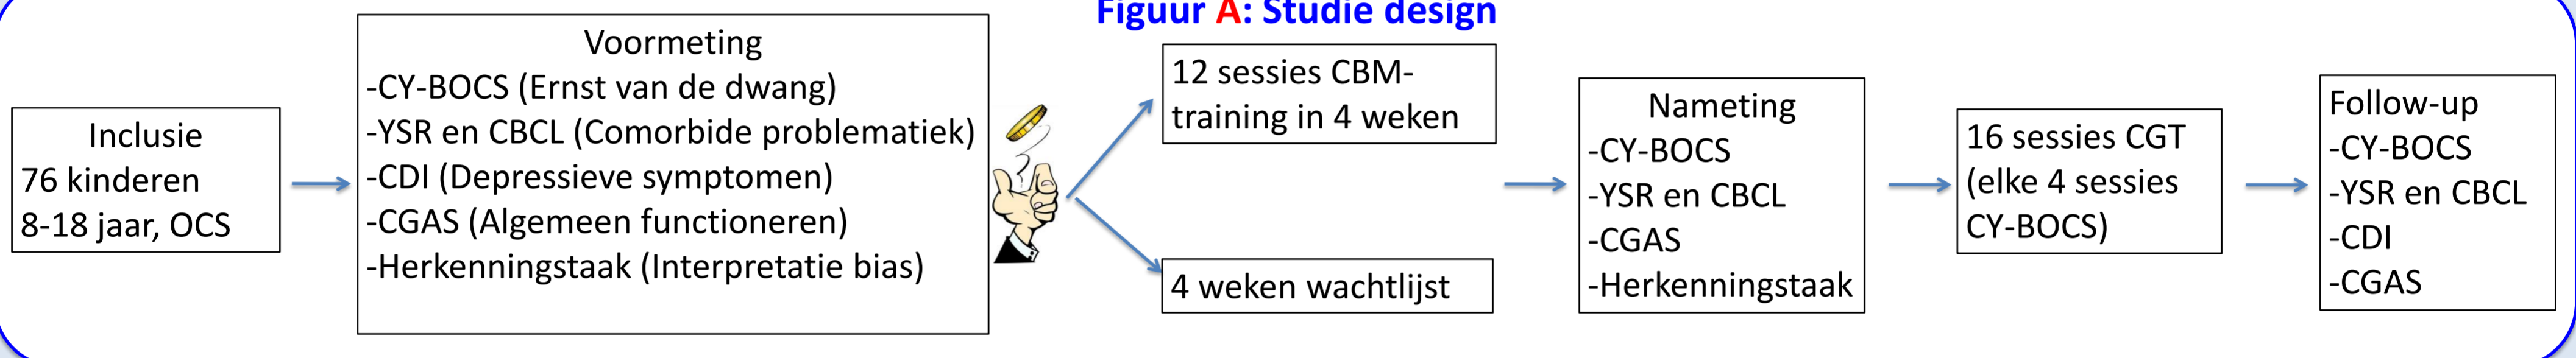 Figuur A: Studie design
Inclusie
76 kinderen
8-18 jaar, OCS
Voormeting
-CY-BOCS (Ernst van de dwang)
-YSR en CBCL (Comorbide problematiek)
-CDI (Depressieve symptomen)
-CGAS (Algemeen functioneren)
-Herkenningstaak (Interpretatie bias)
12 sessies CBM-
training in 4 weken
4 weken wachtlijst
Nameting
-CY-BOCS
-YSR en CBCL
-CGAS
-Herkenningstaak
16 sessies CGT
(elke 4 sessies
CY-BOCS)
Follow-up
-CY-BOCS
-YSR en CBCL
-CDI
-CGAS